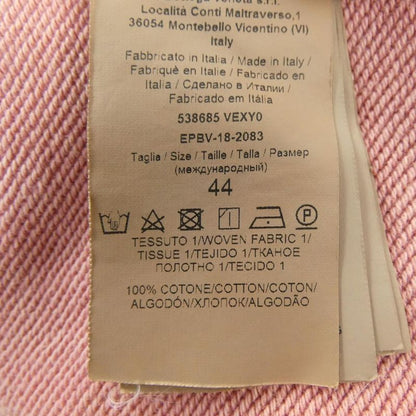 Veneta s.r.l.
Località Conti Maltraverso,1
36054 Montebello Vicentino (VI)
Italy
Fabbricato in Italia / Made in Italy /
Fabriqué en Italie / Fabricado en
Italia / Сделано в Италии /
Fabricado em Itália
538685 VEXY0
EPBV-18-2083
Taglia / Size / Taille / Talla / Размер
(международный)
44
P
TESSUTO 1/WOVEN FABRIC 1/
TISSUE 1/TEJIDO 1/ТКАНОЕ
ПОЛОТНО 1/TECIDO 1
100% COTONE/COTTON/COTON/
ALGODÓN/ХЛОПОК/ALGODÃO